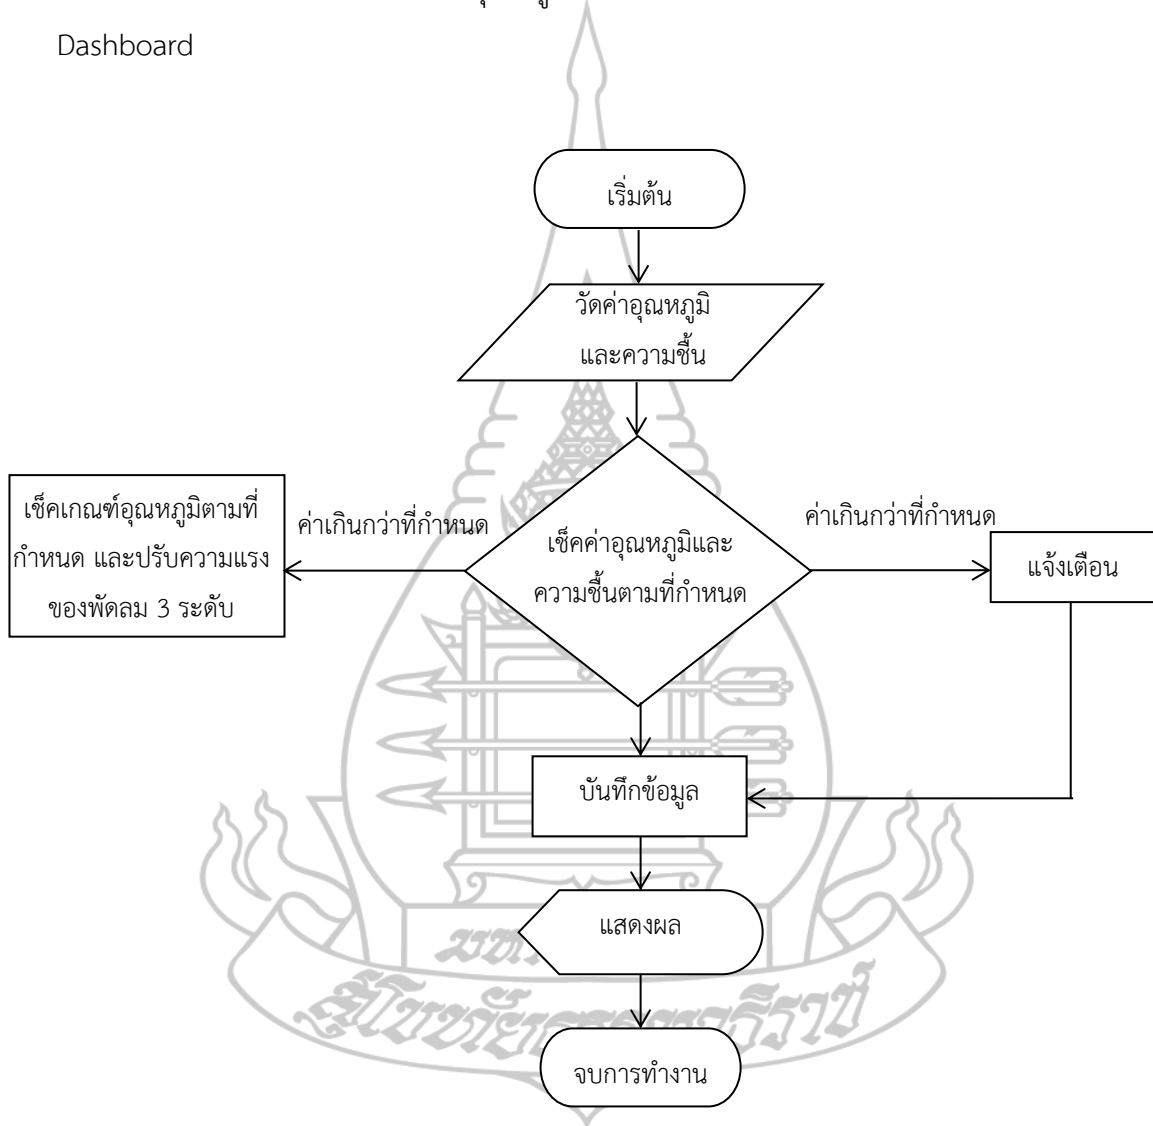 Dashboard
เริ่มต้น
วัดค่าอุณหภูมิ
และความชื้น
เช็คเกณฑ์อุณหภูมิตามที่
กำหนด และปรับความแรง
ของพัดลม 3 ระดับ
ค่าเกินกว่าที่กำหนด
เช็คค่าอุณหภูมิและ
ความชื้นตามที่กำหนด
ค่าเกินกว่าที่กำหนด
แจ้งเตือน
บันทึกข้อมูล
แสดงผล
จบการทำงาน